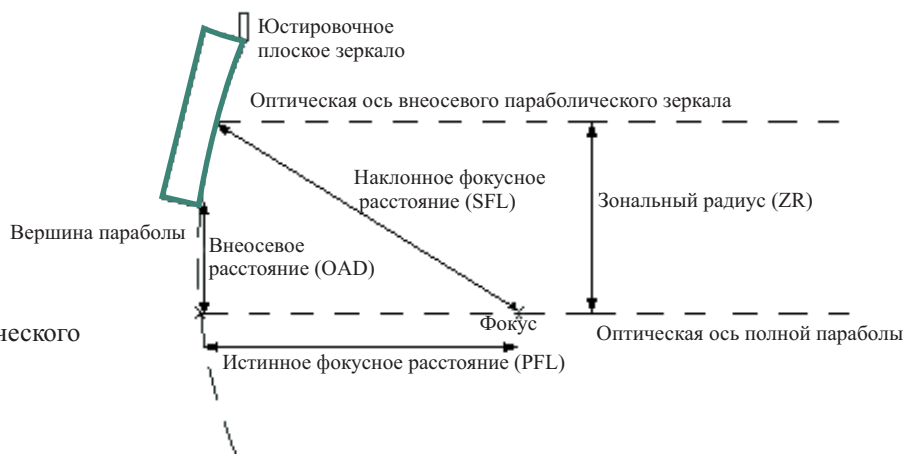 Юстировочное
плоское зеркало
Оптическая ось внеосевого параболического зеркала
Наклонное фокусное
расстояние (SFL)
Зональный радиус (ZR)
Вершина параболы
Внеосевое
расстояние (OAD)
Фокус
ческого
Оптическая ось полной параболы
Истинное фокусное расстояние (PFL)